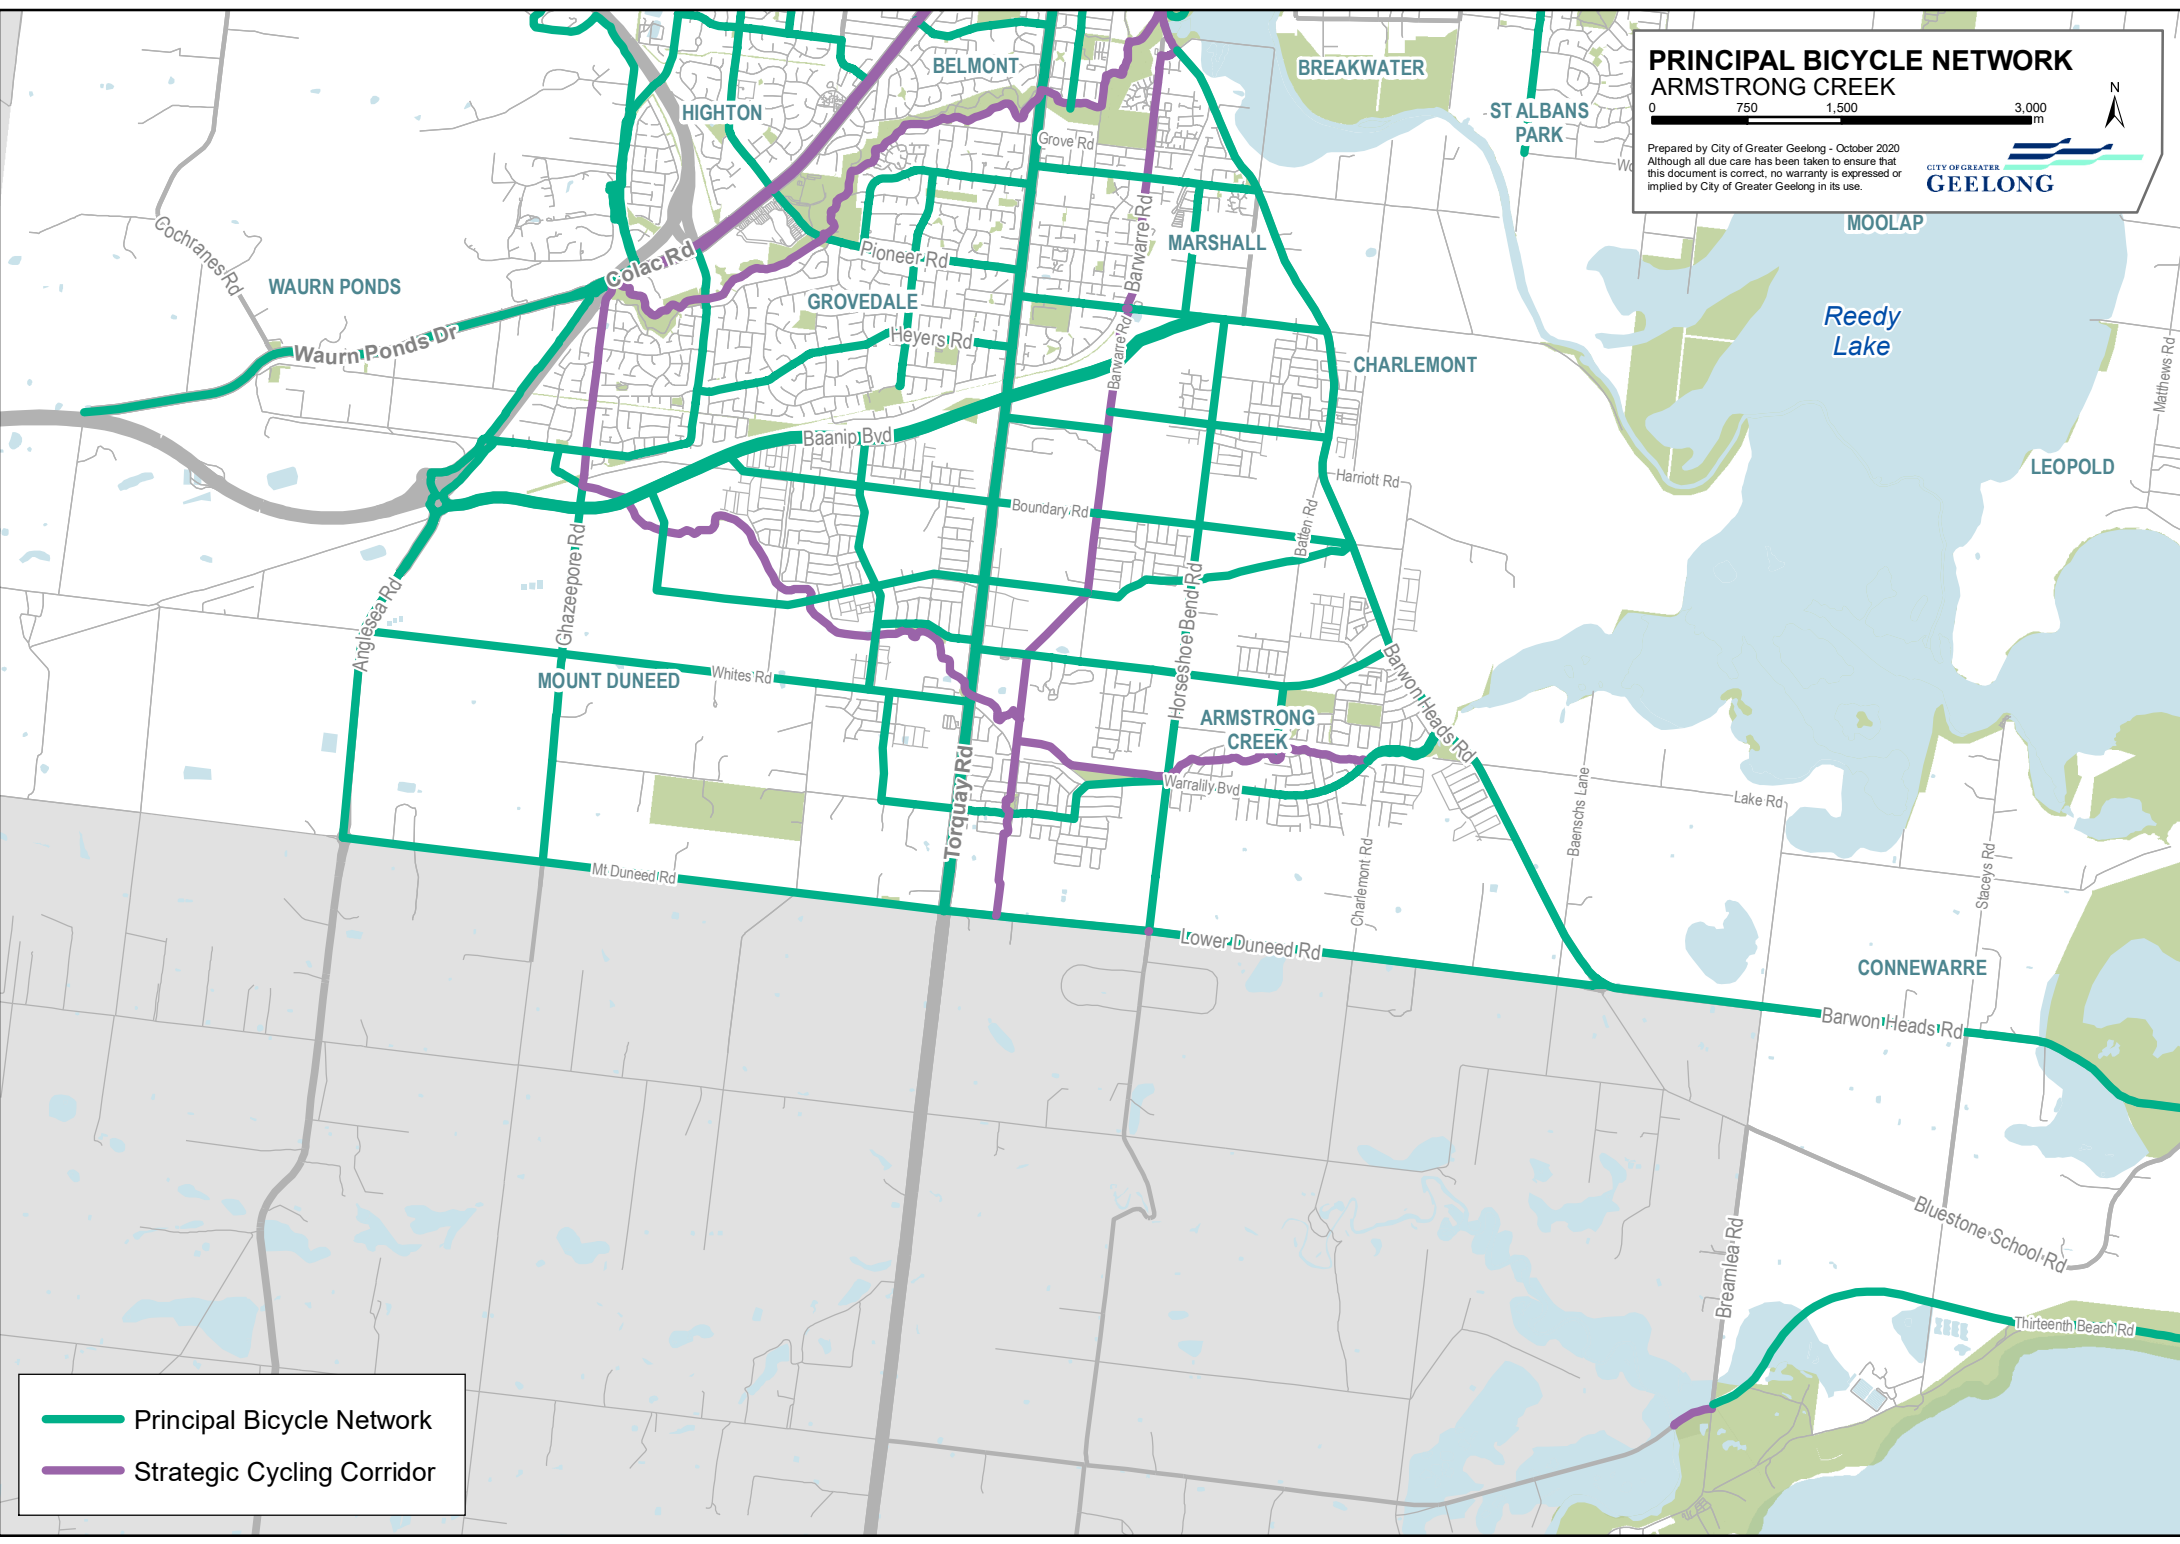 PRINCIPAL BICYCLE NETWORK
ARMSTRONG CREEK
0 750 1,500 3,000
m
N
Prepared by City of Greater Geelong - October 2020
Although all due care has been taken to ensure that
this document is correct, no warranty is expressed or
implied by City of Greater Geelong in its use.
CITY OF GREATER
GEELONG
BELMONT
BREAKWATER
HIGHTON
ST ALBANS
PARK
Grove Rd
MOOLAP
Cochranes Rd
Barwarre Rd
MARSHALL
Pioneer Rd
Colac Rd
WAURN PONDS
GROVEDALE
Reedy
Lake
Waurn Ponds Dr
Heyers Rd
Barwarre Rd
CHARLEMONT
Matthews Rd
Baanip Bvd
LEOPOLD
Harriott Rd
Boundary Rd
Batten Rd
Ghazeepore Rd
Anglesea Rd
Horseshoe Bend Rd
Whites Rd
MOUNT DUNEED
Barwon Heads Rd
ARMSTRONG
CREEK
Torquay Rd
Warralily Bvd
Lake Rd
Baenschs Lane
Mt Duneed Rd
Charlemont Rd
Staceys Rd
Lower Duneed Rd
CONNEWARRE
Barwon Heads Rd
Bluestone School Rd
Breamlea Rd
Thirteenth Beach Rd
Principal Bicycle Network
Strategic Cycling Corridor